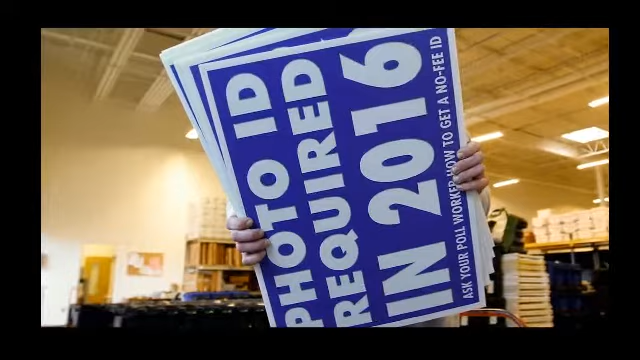 PHOTO ID
REQUIRED
IN 2016
ASK YOUR POLL WORKER HOW TO GET A NO-FEE ID